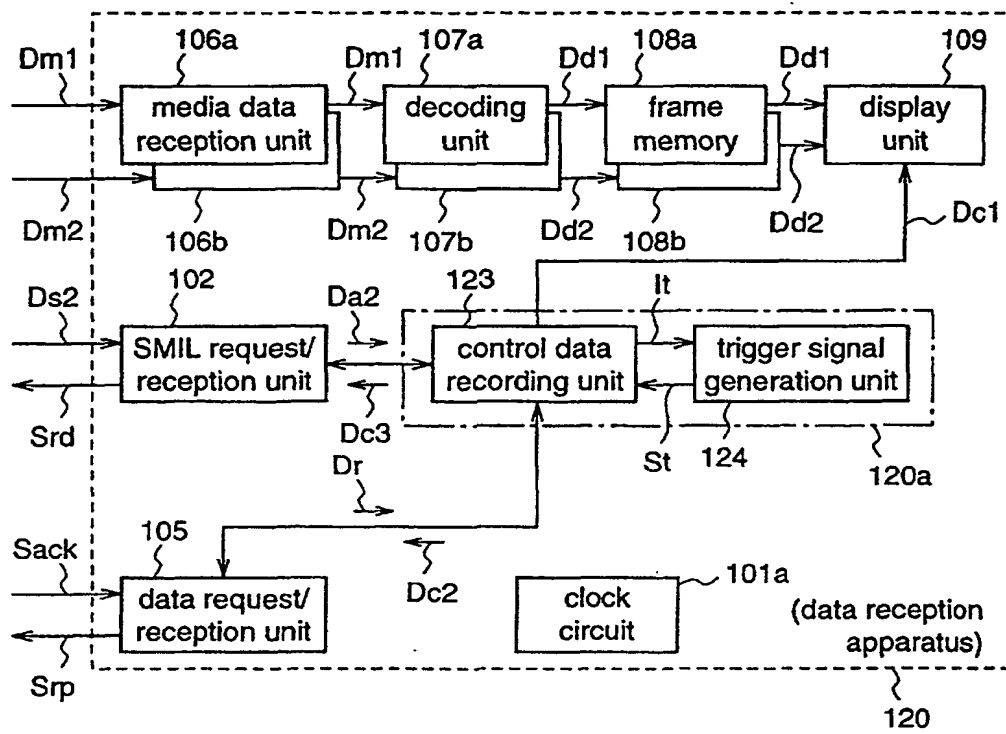 106a
107a
108a
109
Dm1
Dm1
Dd1
Dd1
media data
reception unit
decoding
unit
frame
memory
display
unit
Dm2
106b
Dm2
107b
Dd2
108b
Dd2
Dc1
Ds2
102
Da2
123
It
SMIL request/
reception unit
control data
recording unit
trigger signal
generation unit
Srd
Dc3
St
124
120a
Dr
Sack
105
Dc2
101a
data request/
reception unit
clock
circuit
(data reception
apparatus)
Srp
120